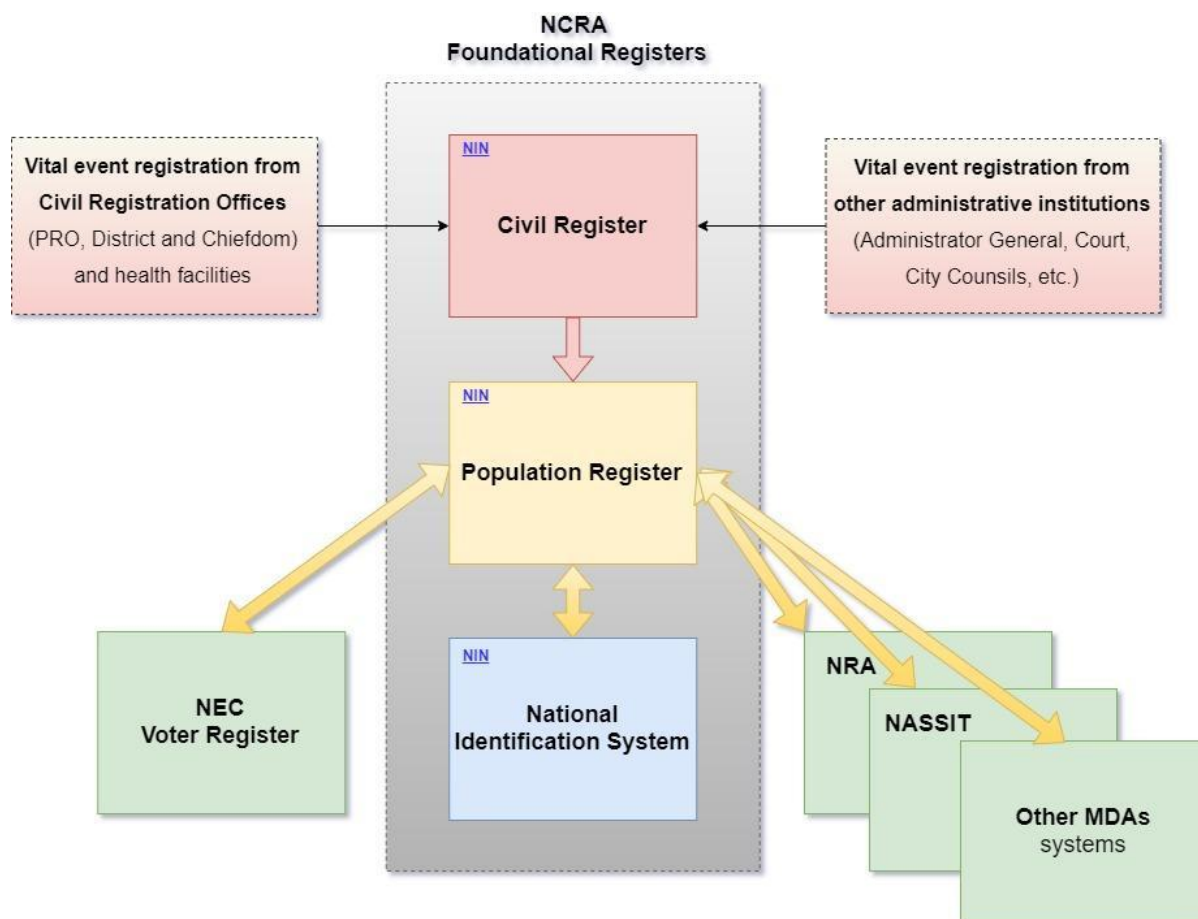 NCRA
Foundational Registers
Vital event registration from
Civil Registration Offices
(PRO, District and Chiefdom)
and health facilities
NIN
Civil Register
Vital event registration from
other administrative institutions
(Administrator General, Court,
City Counsils, etc.)
NIN
Population Register
NEC
Voter Register
NIN
National
Identification System
NRA
NASSIT
Other MDAs
systems